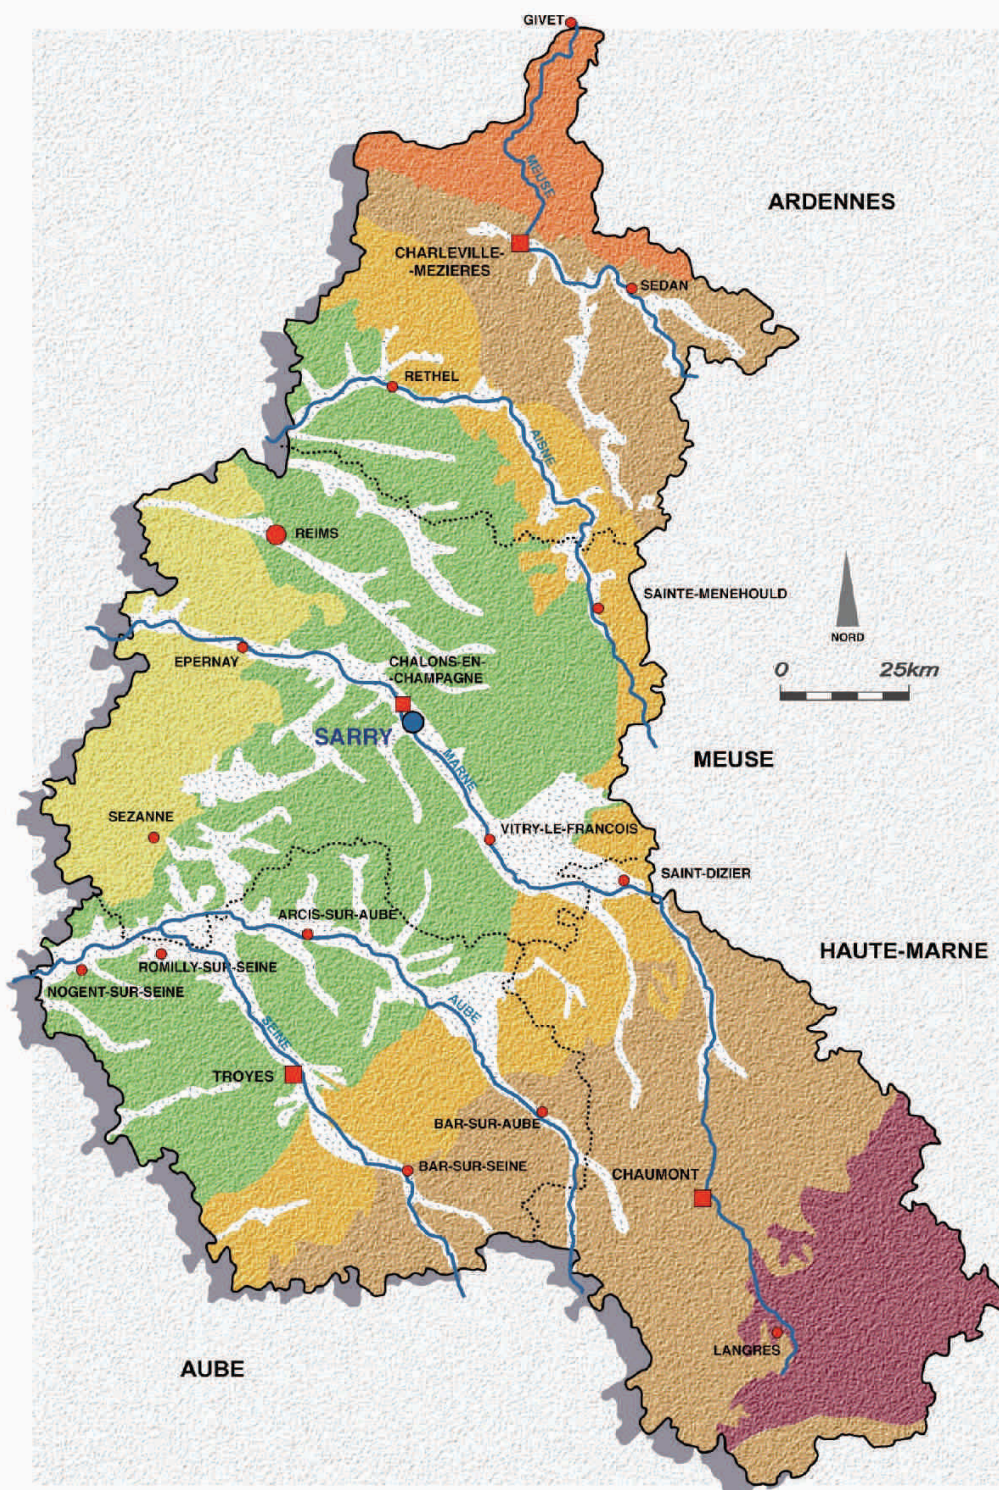 GIVET
MEUSE
ARDENNES
CHARLEVILLE-
-MEZIERES
SEDAN
RETHEL
AISNE
REIMS
SAINTE-MENEHOULD
NORD
EPERNAY
CHALONS-EN-
-CHAMPAGNE
0 25km
SARRY
MARNE
MEUSE
SEZANNE
VITRY-LE-FRANCOIS
SAINT-DIZIER
ARCIS-SUR-AUBE
HAUTE-MARNE
ROMILLY-SUR-SEINE
NOGENT-SUR-SEINE
AUBE
SEINE
TROYES
BAR-SUR-AUBE
BAR-SUR-SEINE
CHAUMONT
LANGRES
AUBE